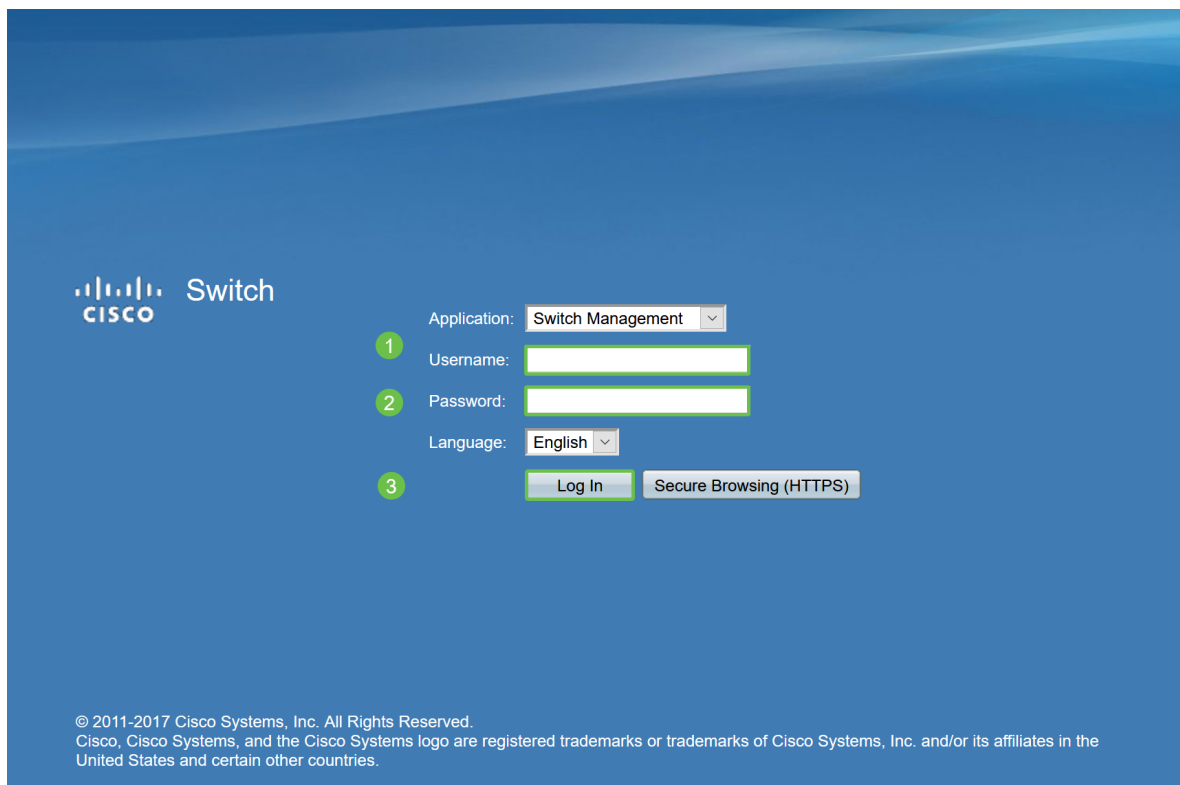 CISCO
Switch
Application: Switch Management
1
Username:
2 Password:
Language: English
3 Log In Secure Browsing (HTTPS)
© 2011-2017 Cisco Systems, Inc. All Rights Reserved.
Cisco, Cisco Systems, and the Cisco Systems logo are registered trademarks or trademarks of Cisco Systems, Inc. and/or its affiliates in the
United States and certain other countries.